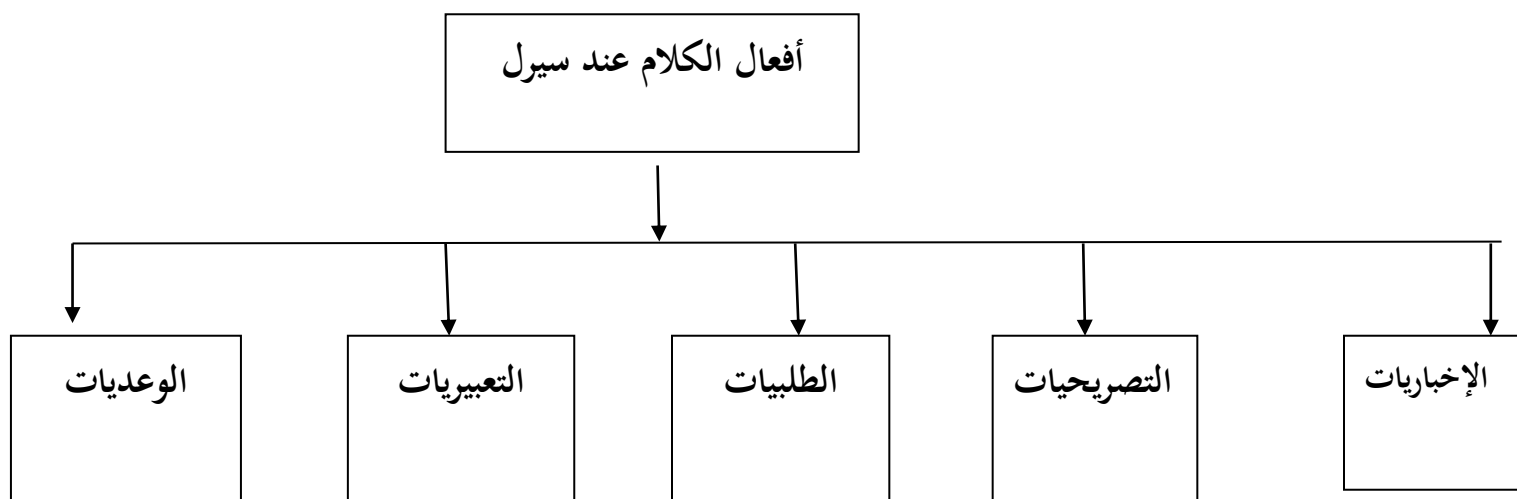 أفعال الكلام عند سيرل
الإخباريات
التصريحيات
الطلبيات
التعبيريات
الوعديات